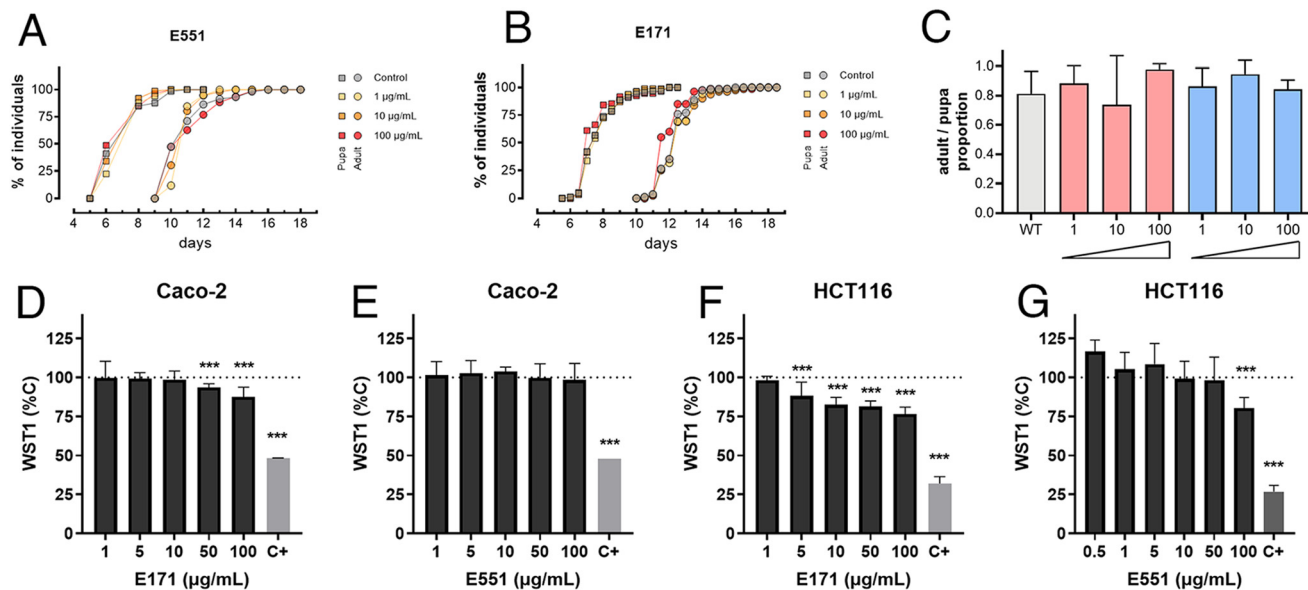 A
E551
% of individuals
100
75
50
25
0
4 6 8 10 12 14 16 18
days
Control
1 µg/mL
10 µg/mL
100 µg/mL
Pupa
Adult
B
E171
% of individuals
100
75
50
25
0
4 6 8 10 12 14 16 18
days
Control
1 µg/mL
10 µg/mL
100 µg/mL
Pupa
Adult
C
adult / pupa
proportion
1.0
0.8
0.6
0.4
0.2
0.0
WT 1 10 100 1 10 100
D
Caco-2
WST1 (%C)
125
100
75
50
25
0
*** ***
***
1 5 10 50 100 C+
E171 (µg/mL)
E
Caco-2
WST1 (%C)
125
100
75
50
25
0
***
1 5 10 50 100 C+
E551 (µg/mL)
F
HCT116
WST1 (%C)
125
100
75
50
25
0
*** *** *** ***
***
1 5 10 50 100 C+
E171 (µg/mL)
G
HCT116
WST1 (%C)
125
100
75
50
25
0
***
***
0.5 1 5 10 50 100 C+
E551 (µg/mL)